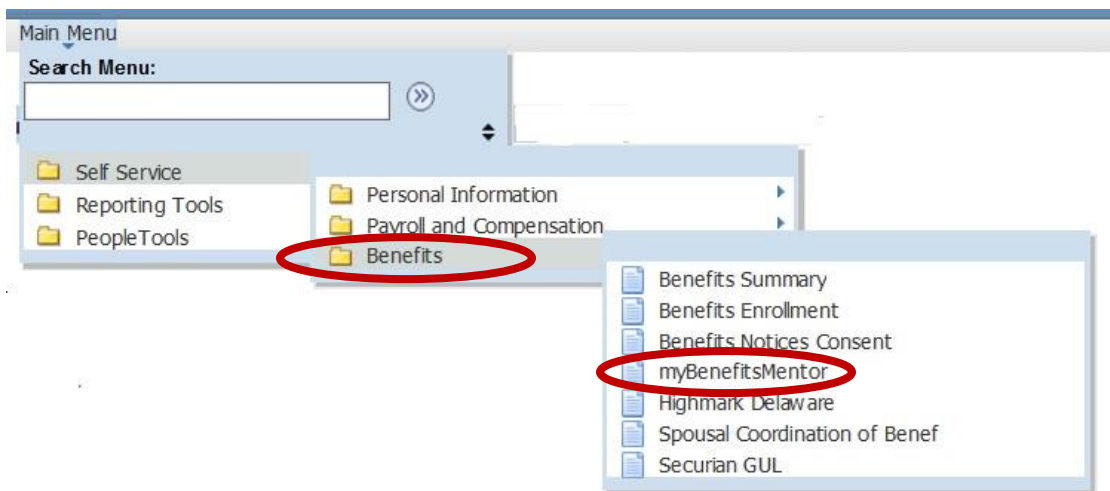 Main Menu
Search Menu:
Self Service
Reporting Tools
PeopleTools
Personal Information
Payroll and Compensation
Benefits
Benefits Summary
Benefits Enrollment
Benefits Notices Consent
myBenefitsMentor
Highmark Delaware
Spousal Coordination of Benef
Securian GUL